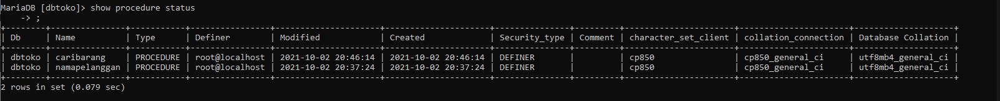 MariaDB [dbtoko]> show procedure status
    -> ;
+--------+---------------+-----------+----------------+---------------------+---------------------+---------------+---------+----------------------+----------------------+--------------------+
| Db     | Name          | Type      | Definer        | Modified            | Created             | Security_type | Comment | character_set_client | collation_connection | Database Collation |
+--------+---------------+-----------+----------------+---------------------+---------------------+---------------+---------+----------------------+----------------------+--------------------+
| dbtoko | caribarang    | PROCEDURE | root@localhost | 2021-10-02 20:46:14 | 2021-10-02 20:46:14 | DEFINER       |         | cp850                | cp850_general_ci     | utf8mb4_general_ci |
| dbtoko | namapelanggan | PROCEDURE | root@localhost | 2021-10-02 20:37:24 | 2021-10-02 20:37:24 | DEFINER       |         | cp850                | cp850_general_ci     | utf8mb4_general_ci |
+--------+---------------+-----------+----------------+---------------------+---------------------+---------------+---------+----------------------+----------------------+--------------------+
2 rows in set (0.079 sec)